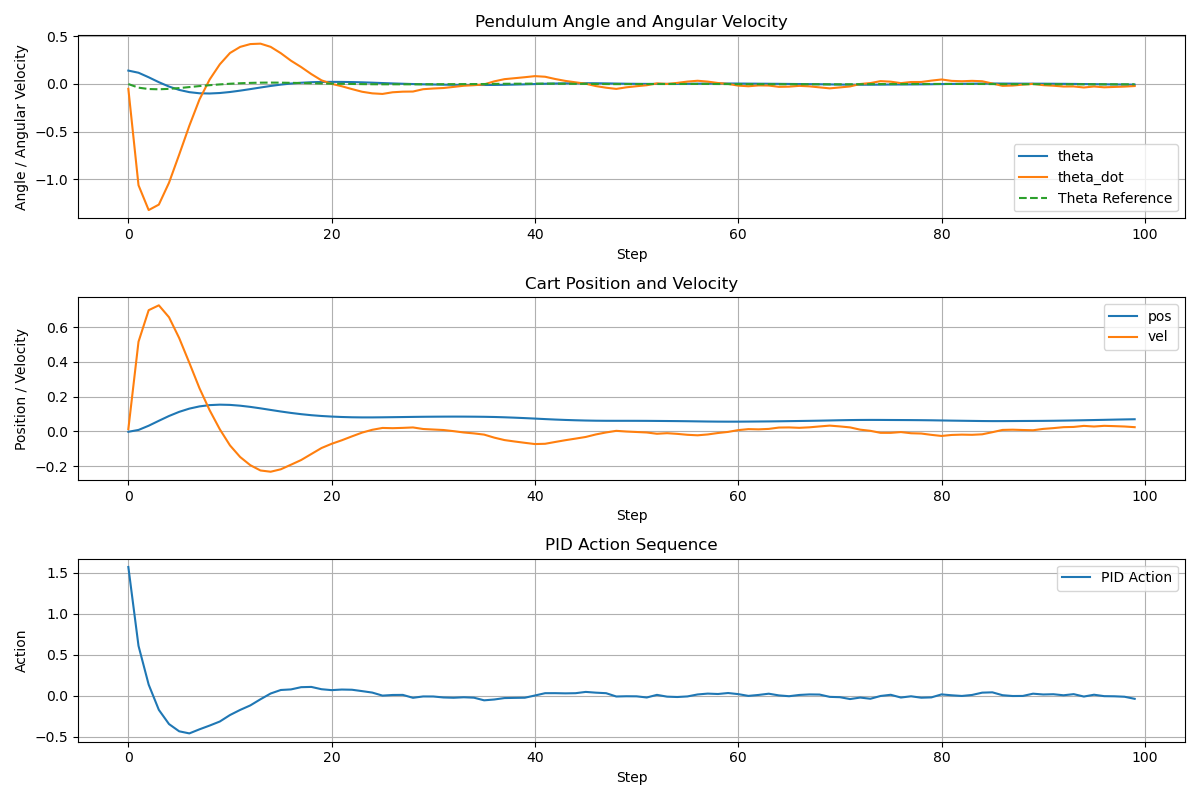 Pendulum Angle and Angular Velocity
Angle / Angular Velocity
0.5
0.0
−0.5
−1.0
theta
theta_dot
Theta Reference
0 20 40 60 80 100
Step
Cart Position and Velocity
Position / Velocity
0.6
0.4
0.2
0.0
−0.2
pos
vel
0 20 40 60 80 100
Step
PID Action Sequence
Action
1.5
1.0
0.5
0.0
−0.5
PID Action
0 20 40 60 80 100
Step